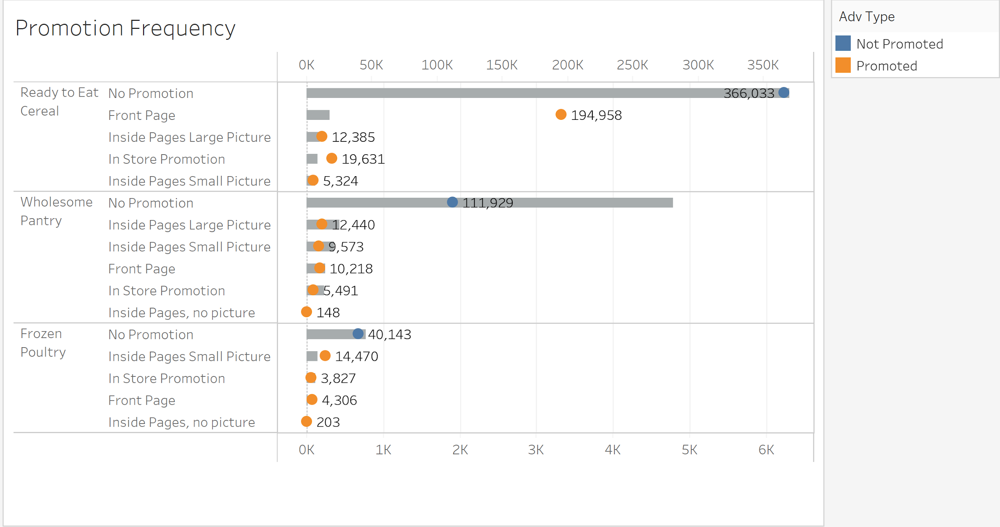 Promotion Frequency
Adv Type
Not Promoted
Promoted
0K 50K 100K 150K 200K 250K 300K 350K
Ready to Eat
Cereal
No Promotion 366,033
Front Page 194,958
Inside Pages Large Picture 12,385
In Store Promotion 19,631
Inside Pages Small Picture 5,324
Wholesome
Pantry
No Promotion 111,929
Inside Pages Large Picture 12,440
Inside Pages Small Picture 9,573
Front Page 10,218
In Store Promotion 5,491
Inside Pages, no picture 148
Frozen
Poultry
No Promotion 40,143
Inside Pages Small Picture 14,470
In Store Promotion 3,827
Front Page 4,306
Inside Pages, no picture 203
0K 1K 2K 3K 4K 5K 6K